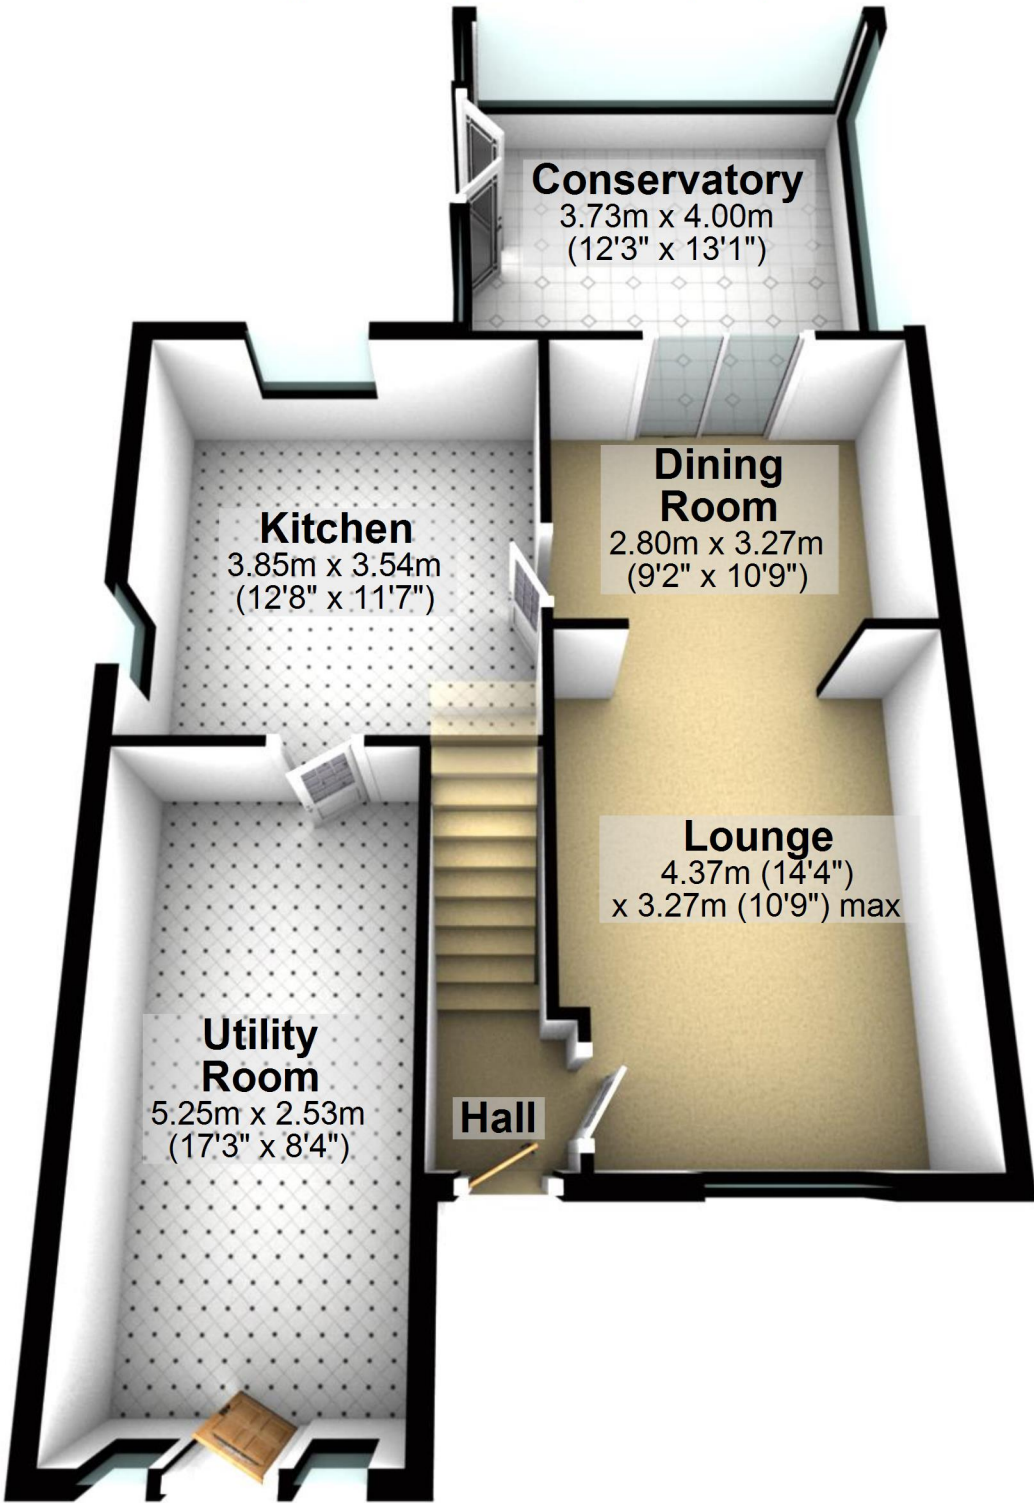 Conservatory
3.73m x 4.00m
(12'3" x 13'1")
Dining
Room
2.80m x 3.27m
(9'2" x 10'9")
Kitchen
3.85m x 3.54m
(12'8" x 11'7")
Lounge
4.37m (14'4")
x 3.27m (10'9") max
Utility
Room
5.25m x 2.53m
(17'3" x 8'4")
Hall